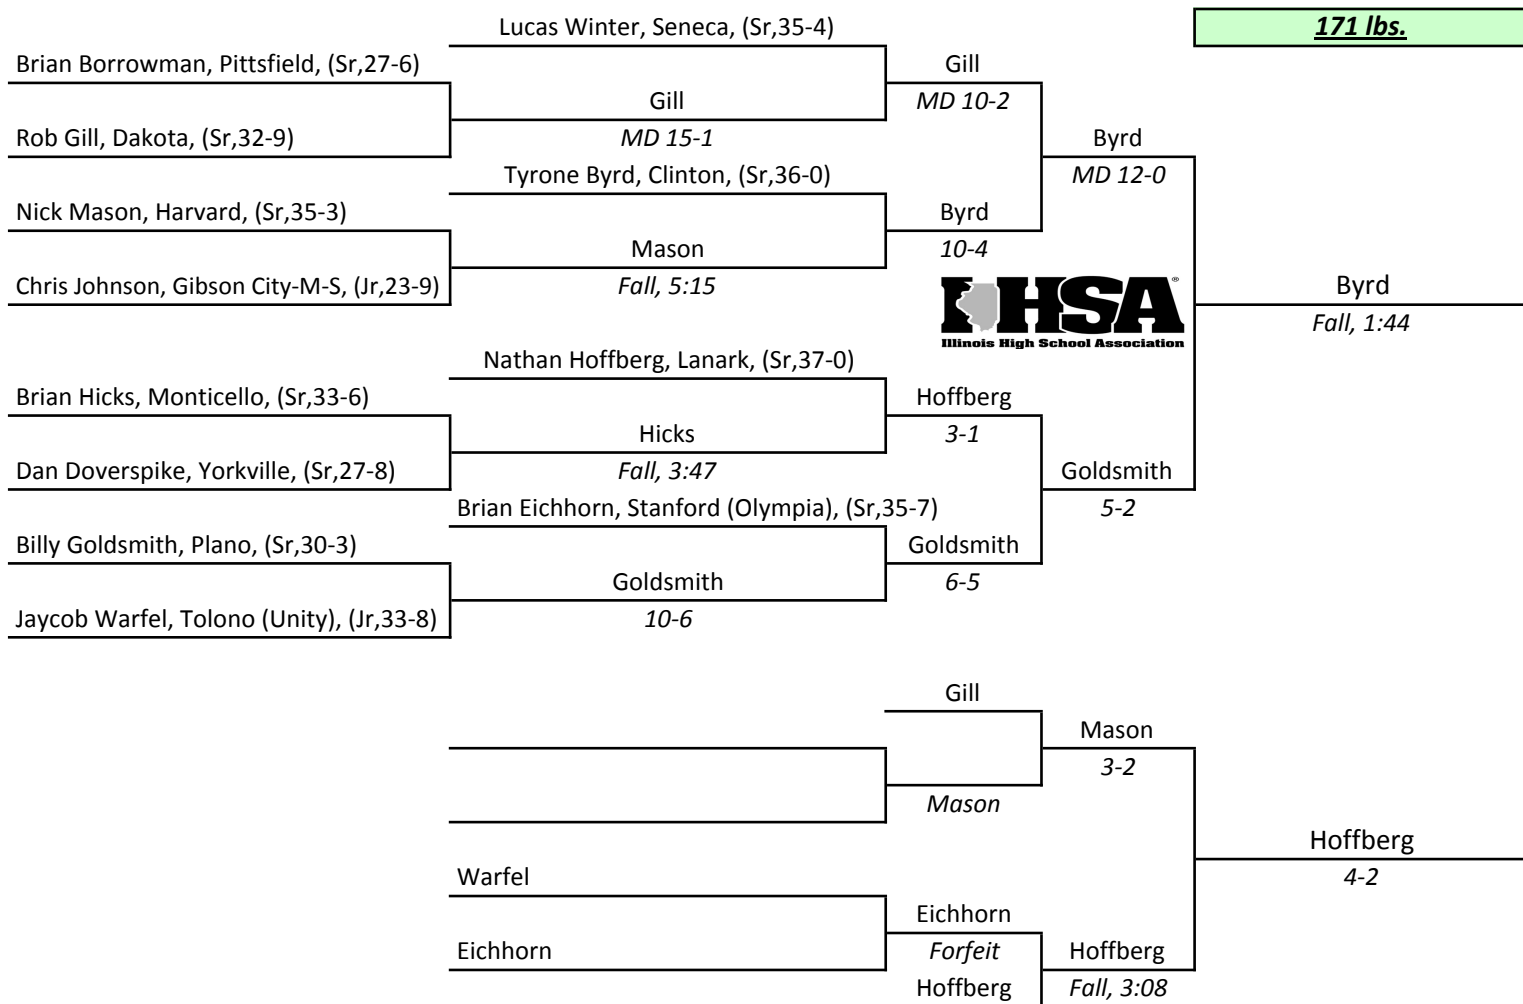 Lucas Winter, Seneca, (Sr,35-4)
171 lbs.
Brian Borrowman, Pittsfield, (Sr,27-6)
Gill
Gill
MD 10-2
Rob Gill, Dakota, (Sr,32-9)
MD 15-1
Byrd
Tyrone Byrd, Clinton, (Sr,36-0)
MD 12-0
Nick Mason, Harvard, (Sr,35-3)
Byrd
Mason
10-4
Chris Johnson, Gibson City-M-S, (Jr,23-9)
Fall, 5:15
IHSA®
Illinois High School Association
Byrd
Fall, 1:44
Nathan Hoffberg, Lanark, (Sr,37-0)
Brian Hicks, Monticello, (Sr,33-6)
Hoffberg
Hicks
3-1
Dan Doverspike, Yorkville, (Sr,27-8)
Fall, 3:47
Goldsmith
Brian Eichhorn, Stanford (Olympia), (Sr,35-7)
5-2
Billy Goldsmith, Plano, (Sr,30-3)
Goldsmith
Goldsmith
6-5
Jaycob Warfel, Tolono (Unity), (Jr,33-8)
10-6
Gill
Mason
3-2
Mason
Hoffberg
4-2
Warfel
Eichhorn
Eichhorn
Forfeit
Hoffberg
Hoffberg
Fall, 3:08